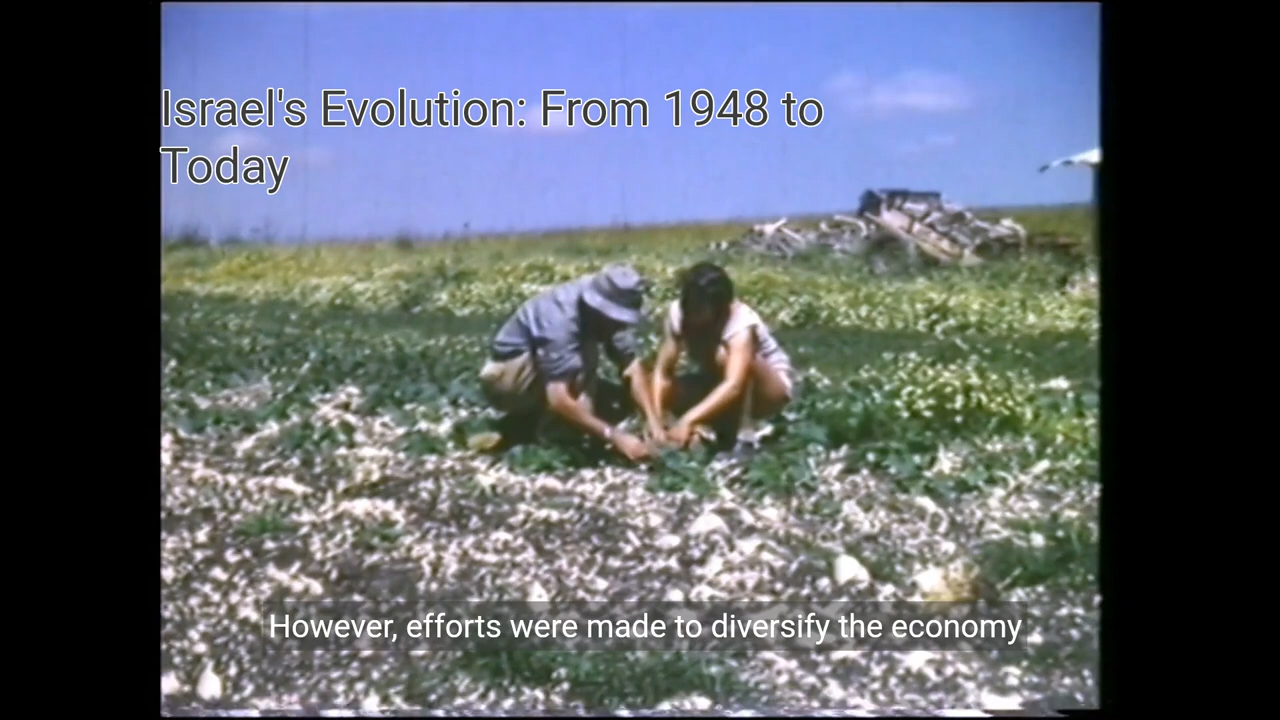 Israel's Evolution: From 1948 to
Today
However, efforts were made to diversify the economy